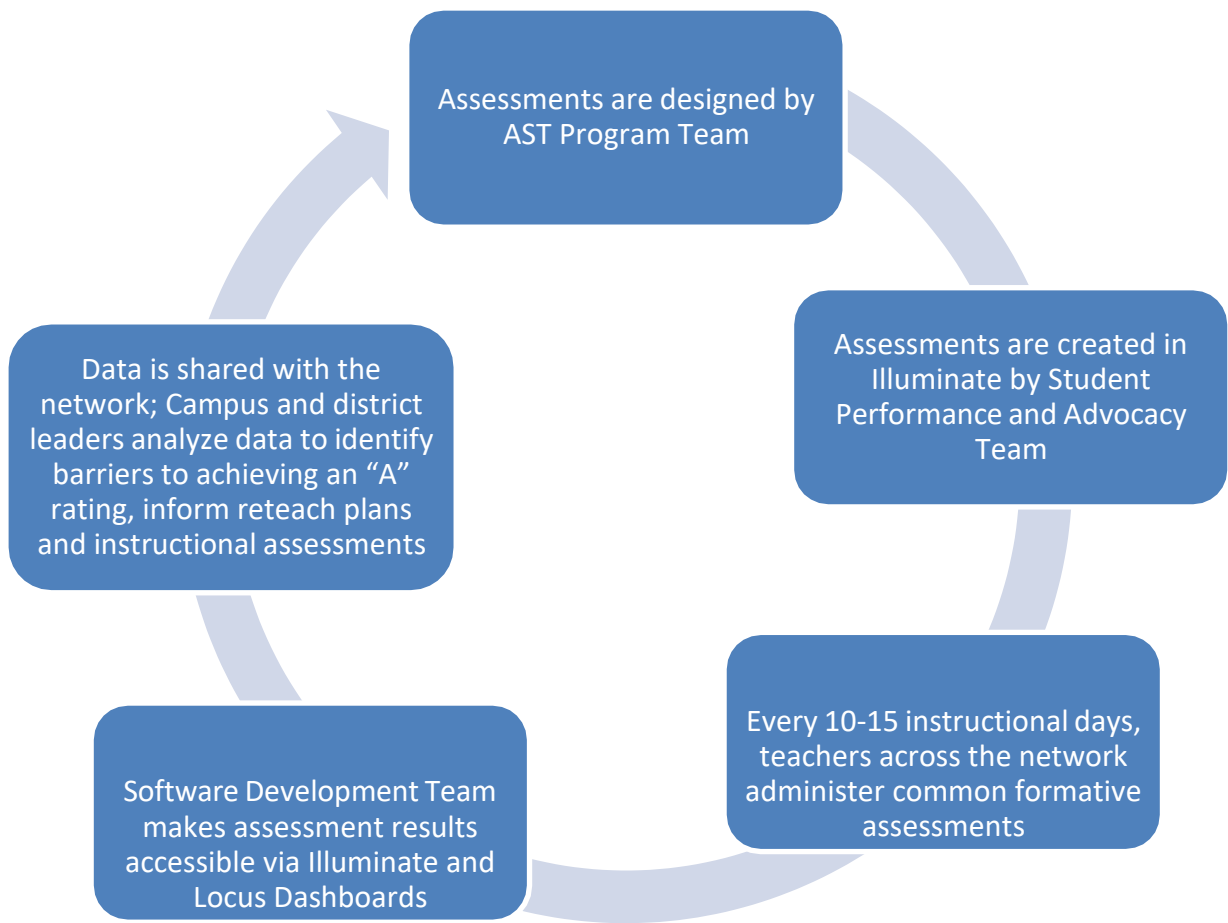 Assessments are designed by
AST Program Team
Assessments are created in
Illuminate by Student
Performance and Advocacy
Team
Every 10-15 instructional days,
teachers across the network
administer common formative
assessments
Software Development Team
makes assessment results
accessible via Illuminate and
Locus Dashboards
Data is shared with the
network; Campus and district
leaders analyze data to identify
barriers to achieving an “A”
rating, inform reteach plans
and instructional assessments